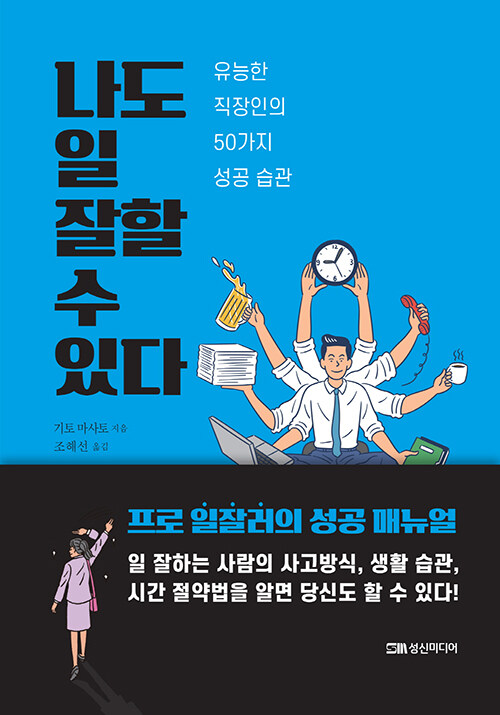 나도
일
잘할
수
있다
유능한
직장인의
50가지
성공 습관
기토 마사토 지음
조혜선 옮김
프로 일잘러의 성공 매뉴얼
일 잘하는 사람의 사고방식, 생활 습관,
시간 절약법을 알면 당신도 할 수 있다!
SM 성신미디어